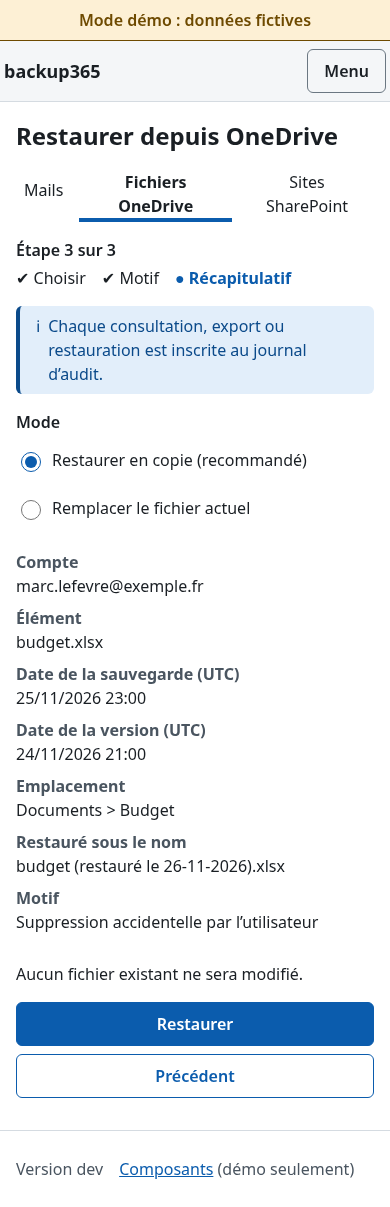 Mode démo : données fictives
backup365
Menu
Restaurer depuis OneDrive
Mails
Fichiers
OneDrive
Sites
SharePoint
Étape 3 sur 3
✔ Choisir ✔ Motif ● Récapitulatif
i Chaque consultation, export ou
restauration est inscrite au journal
d’audit.
Mode
Restaurer en copie (recommandé)
Remplacer le fichier actuel
Compte
marc.lefevre@exemple.fr
Élément
budget.xlsx
Date de la sauvegarde (UTC)
25/11/2026 23:00
Date de la version (UTC)
24/11/2026 21:00
Emplacement
Documents > Budget
Restauré sous le nom
budget (restauré le 26-11-2026).xlsx
Motif
Suppression accidentelle par l’utilisateur
Aucun fichier existant ne sera modifié.
Restaurer
Précédent
Version dev Composants (démo seulement)